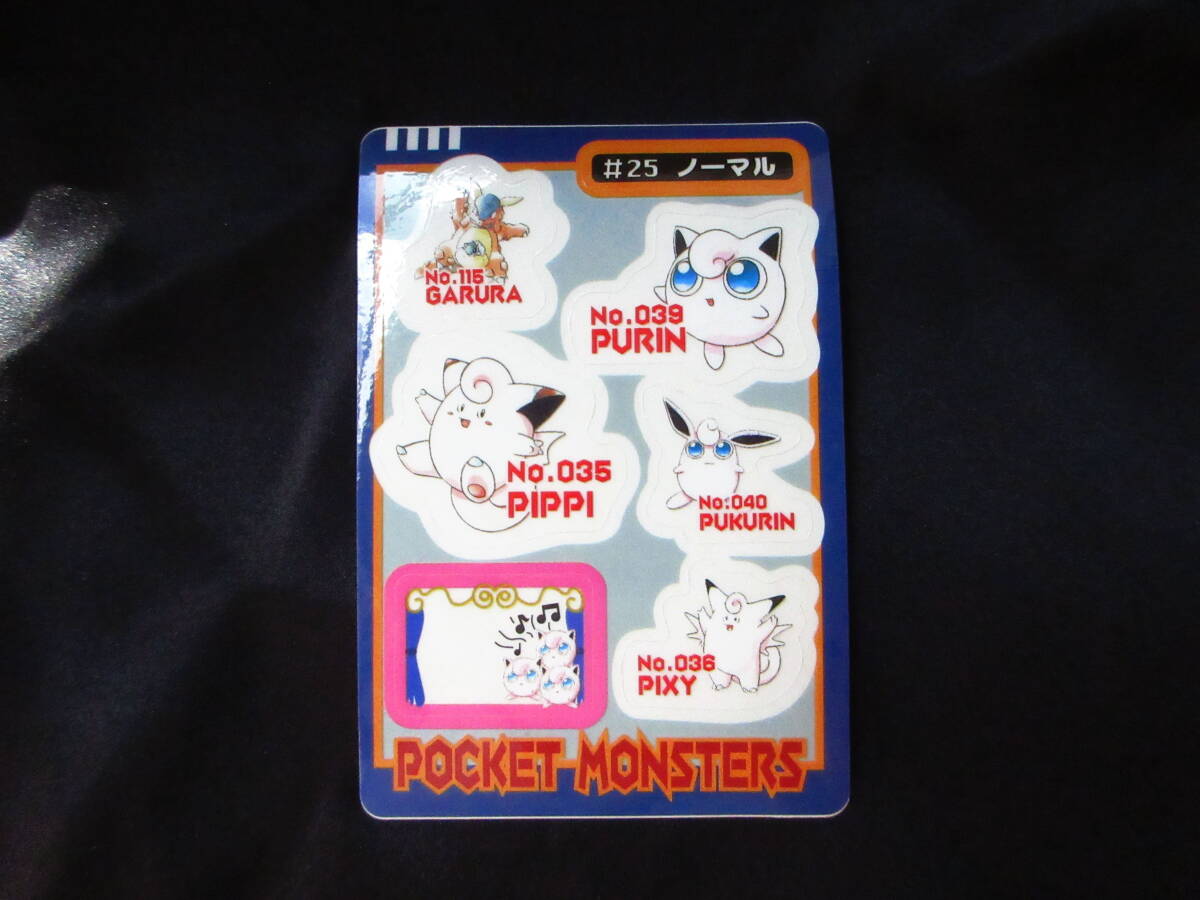 #25 ノーマル
No.115
GARURA
No.039
PURIN
No.035
PIPPI
No.040
PUKURIN
No.036
PIXY
POCKET MONSTERS